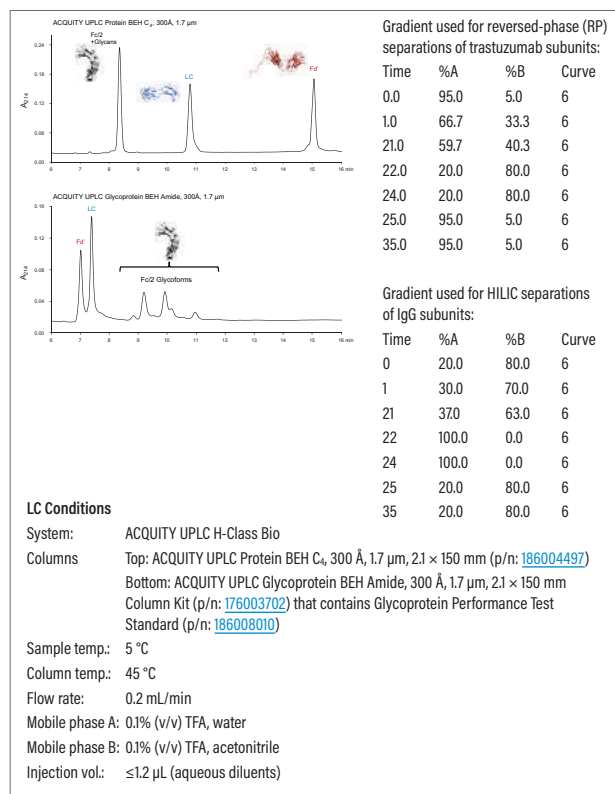 ACQUITY UPLC Protein BEH C4, 300Å, 1.7 µm
Fc/2
+Glycans
LC
Fd'
0.24
0.18
0.12
0.06
0.00
A214
6 7 8 9 10 11 12 13 14 15 16 min
ACQUITY UPLC Glycoprotein BEH Amide, 300Å, 1.7 µm
LC
Fd'
Fc/2 Glycoforms
0.16
0.12
0.08
0.04
0.00
A214
6 7 8 9 10 11 12 13 14 15 16 min
Gradient used for reversed-phase (RP)
separations of trastuzumab subunits:
Time %A %B Curve
0.0 95.0 5.0 6
1.0 66.7 33.3 6
21.0 59.7 40.3 6
22.0 20.0 80.0 6
24.0 20.0 80.0 6
25.0 95.0 5.0 6
35.0 95.0 5.0 6
Gradient used for HILIC separations
of IgG subunits:
Time %A %B Curve
0 20.0 80.0 6
1 30.0 70.0 6
21 37.0 63.0 6
22 100.0 0.0 6
24 100.0 0.0 6
25 20.0 80.0 6
35 20.0 80.0 6
LC Conditions
System: ACQUITY UPLC H-Class Bio
Columns Top: ACQUITY UPLC Protein BEH C4, 300 Å, 1.7 µm, 2.1 × 150 mm (p/n: 186004497)
Bottom: ACQUITY UPLC Glycoprotein BEH Amide, 300 Å, 1.7 µm, 2.1 × 150 mm
Column Kit (p/n: 176003702) that contains Glycoprotein Performance Test
Standard (p/n: 186008010)
Sample temp.: 5 °C
Column temp.: 45 °C
Flow rate: 0.2 mL/min
Mobile phase A: 0.1% (v/v) TFA, water
Mobile phase B: 0.1% (v/v) TFA, acetonitrile
Injection vol.: ≤1.2 µL (aqueous diluents)